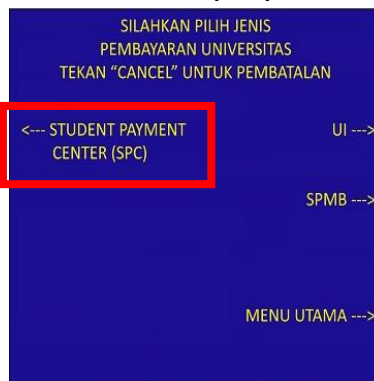 SILAHKAN PILIH JENIS
PEMBAYARAN UNIVERSITAS
TEKAN “CANCEL” UNTUK PEMBATALAN
<--- STUDENT PAYMENT
CENTER (SPC)
UI --->
SPMB --->
MENU UTAMA --->